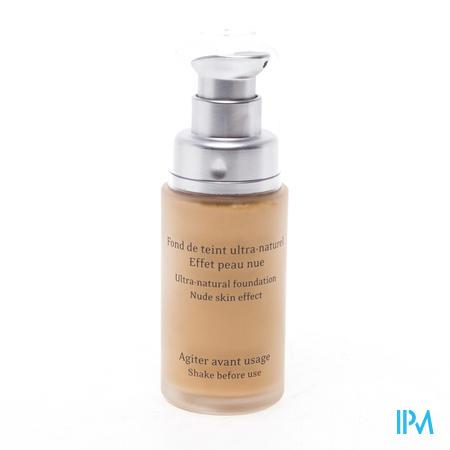 Fond de teint ultra-naturel
Effet peau nue
Ultra-natural foundation
Nude skin effect
Agiter avant usage
Shake before use
IPM